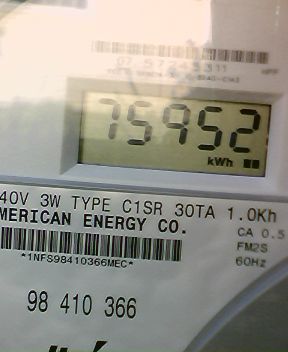 75952
kWh
40V 3W TYPE C1SR 30TA 1.0Kh
MERICAN ENERGY CO.
CA 0.5
FM2S
60Hz
*1NFS98410366MEC*
98 410 366